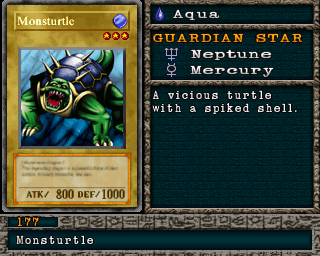 Monsturtle
ATK/ 800 DEF/1000
Aqua
GUARDIAN STAR
Neptune
Mercury
A vicious turtle
with a spiked shell.
177
Monsturtle